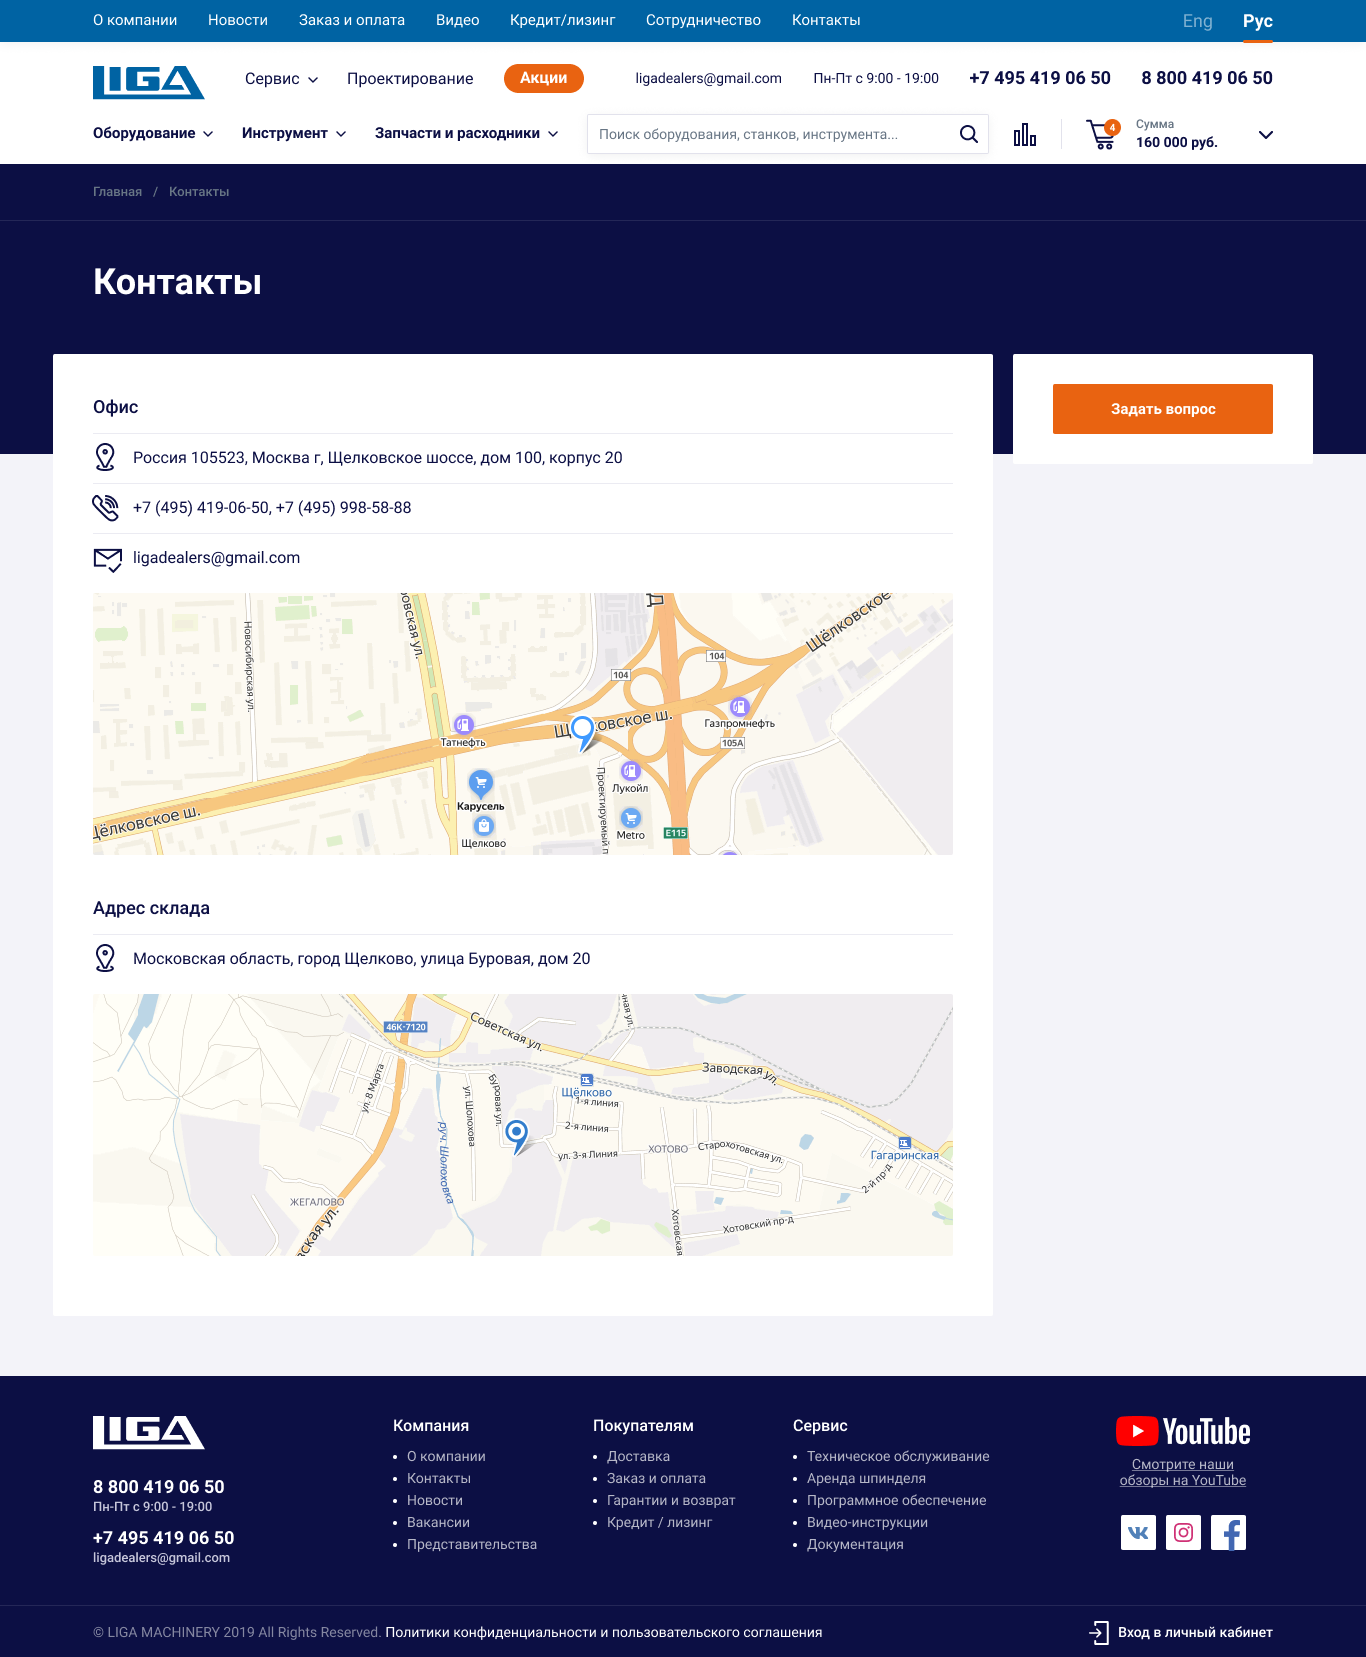 О компании Новости Заказ и оплата Видео Кредит/лизинг Сотрудничество Контакты Eng Рус
LIGA Сервис Проектирование Акции ligadealers@gmail.com Пн-Пт с 9:00 - 19:00 +7 495 419 06 50 8 800 419 06 50
Оборудование Инструмент Запчасти и расходники Поиск оборудования, станков, инструмента... 4 Сумма
160 000 руб.
Главная / Контакты
Контакты
Офис
Задать вопрос
Россия 105523, Москва г, Щелковское шоссе, дом 100, корпус 20
+7 (495) 419-06-50, +7 (495) 998-58-88
ligadealers@gmail.com
ровская ул.
Новосибирская ул.
Щёлковское
104
104
Щ ковское ш.
Газпромнефть
Татнефть
105А
Лукойл
Карусель
Проектируемый п
Щёлковское ш.
Metro
E115
Щелково
Адрес склада
Московская область, город Щелково, улица Буровая, дом 20
46К-7120
Советская ул.
ная ул.
Заводская ул.
ул. 8 Марта
Буровая ул.
ул. Шолохова
Щёлково
1-я линия
2-я линия
руч. Шолоховка
ул. 3-я Линия
ХОТОВО
Старохотовская ул.
Гагаринская
2-й пр-д
ЖЕГАЛОВО
вская ул.
Хотовская
Хотовский пр-д
LIGA
8 800 419 06 50
Пн-Пт с 9:00 - 19:00
+7 495 419 06 50
ligadealers@gmail.com
Компания
О компании
Контакты
Новости
Вакансии
Представительства
Покупателям
Доставка
Заказ и оплата
Гарантии и возврат
Кредит / лизинг
Сервис
Техническое обслуживание
Аренда шпинделя
Программное обеспечение
Видео-инструкции
Документация
YouTube
Смотрите наши
обзоры на YouTube
© LIGA MACHINERY 2019 All Rights Reserved. Политики конфиденциальности и пользовательского соглашения
Вход в личный кабинет